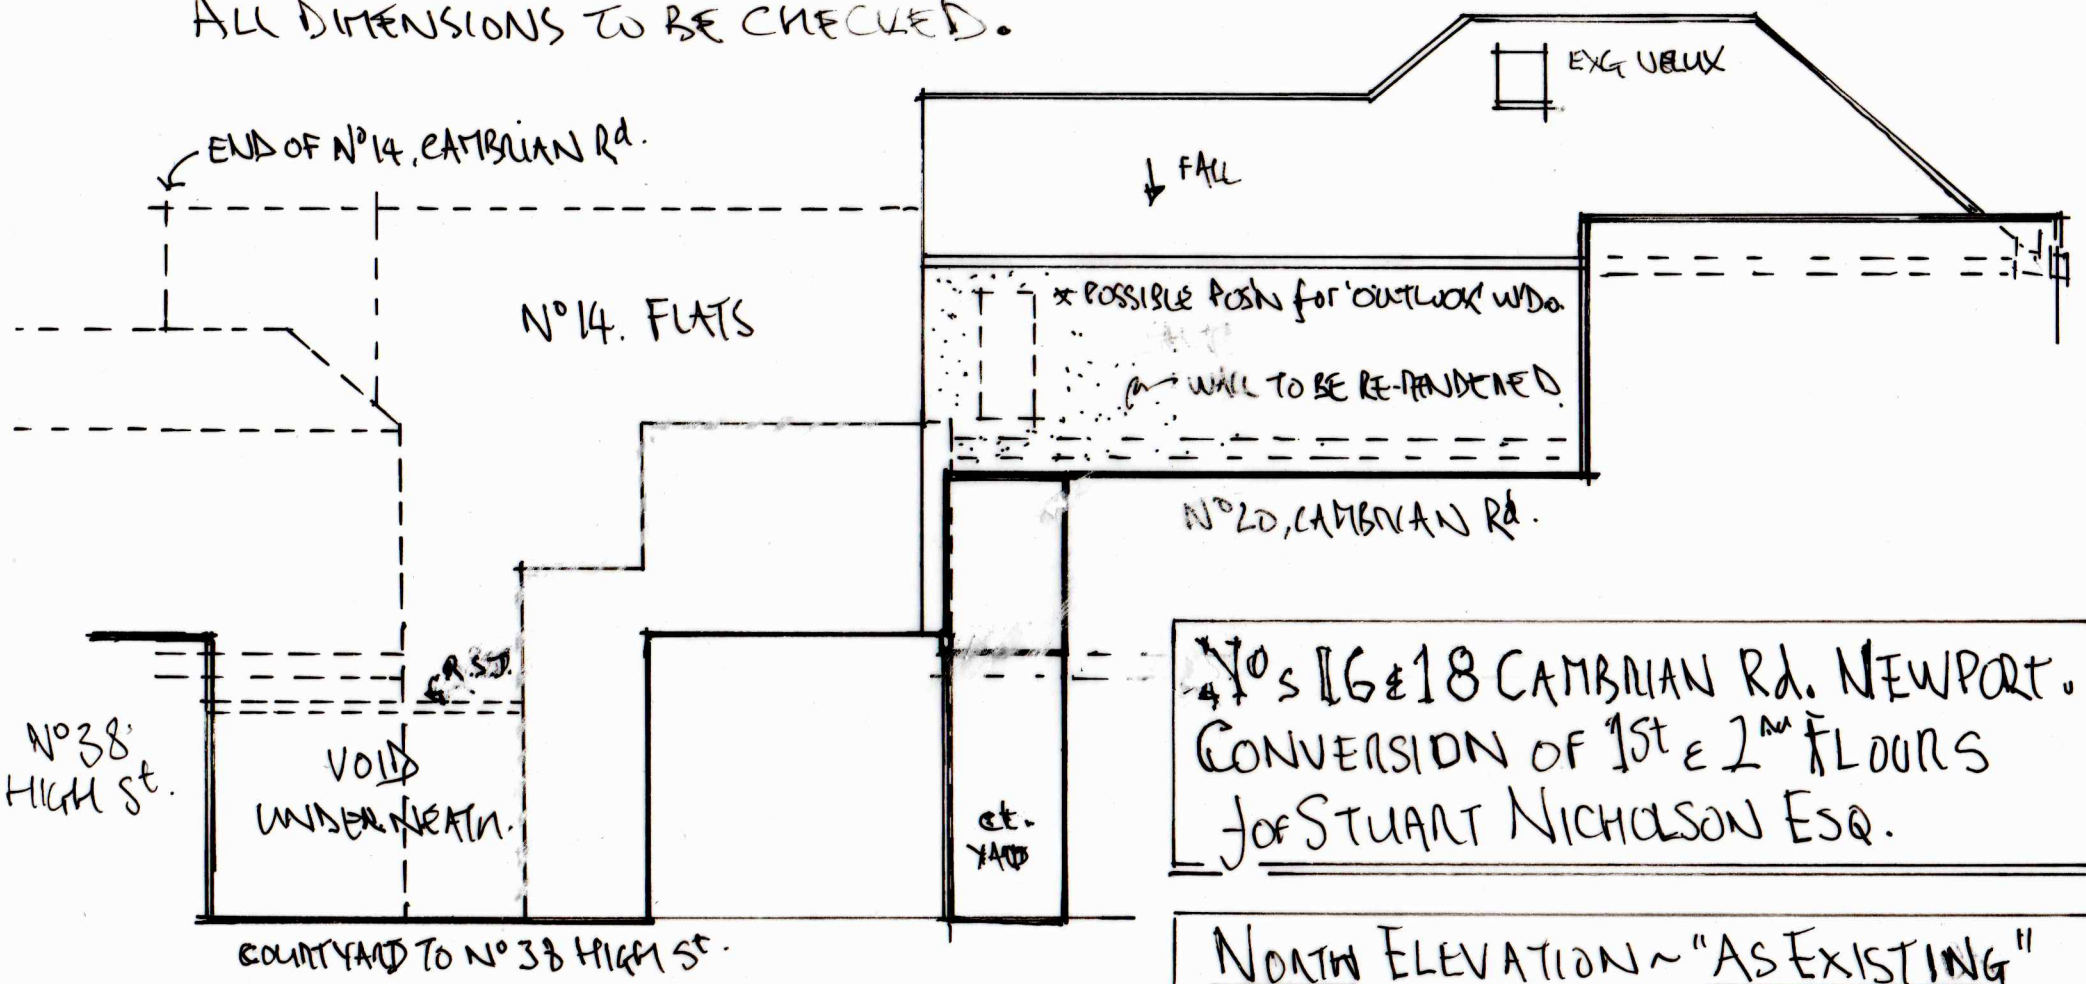 ALL DIMENSIONS TO BE CHECKED.
EXG VELUX
END OF Nº14, CAMBRIAN Rd.
FALL
Nº14. FLATS
* POSSIBLE POSN for 'OUTLOOK' WDO.
WALL TO BE RE-RENDERED
Nº20, CAMBRIAN Rd.
R.S.J.
Nº38
HIGH St.
VOID
UNDERNEATH.
CT.
YARD
COURTYARD TO Nº38 HIGH St.
Nºs 16 & 18 CAMBRIAN Rd. NEWPORT.
CONVERSION OF 1st & 2nd FLOORS
for STUART NICHOLSON ESQ.
NORTH ELEVATION ~ "AS EXISTING"